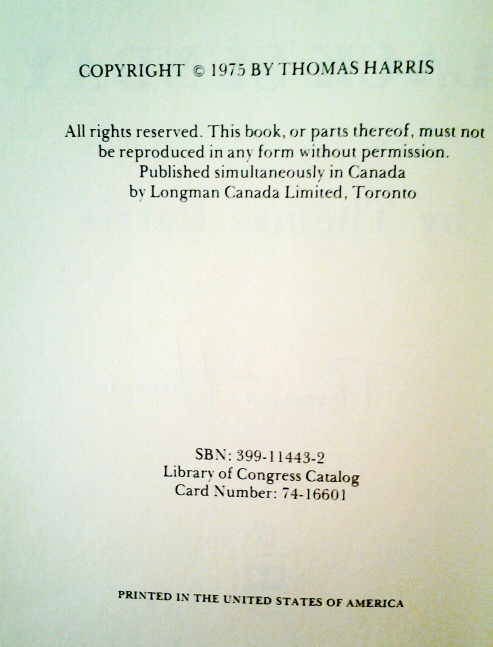 COPYRIGHT © 1975 BY THOMAS HARRIS
All rights reserved. This book, or parts thereof, must not
be reproduced in any form without permission.
Published simultaneously in Canada
by Longman Canada Limited, Toronto
SBN: 399-11443-2
Library of Congress Catalog
Card Number: 74-16601
PRINTED IN THE UNITED STATES OF AMERICA